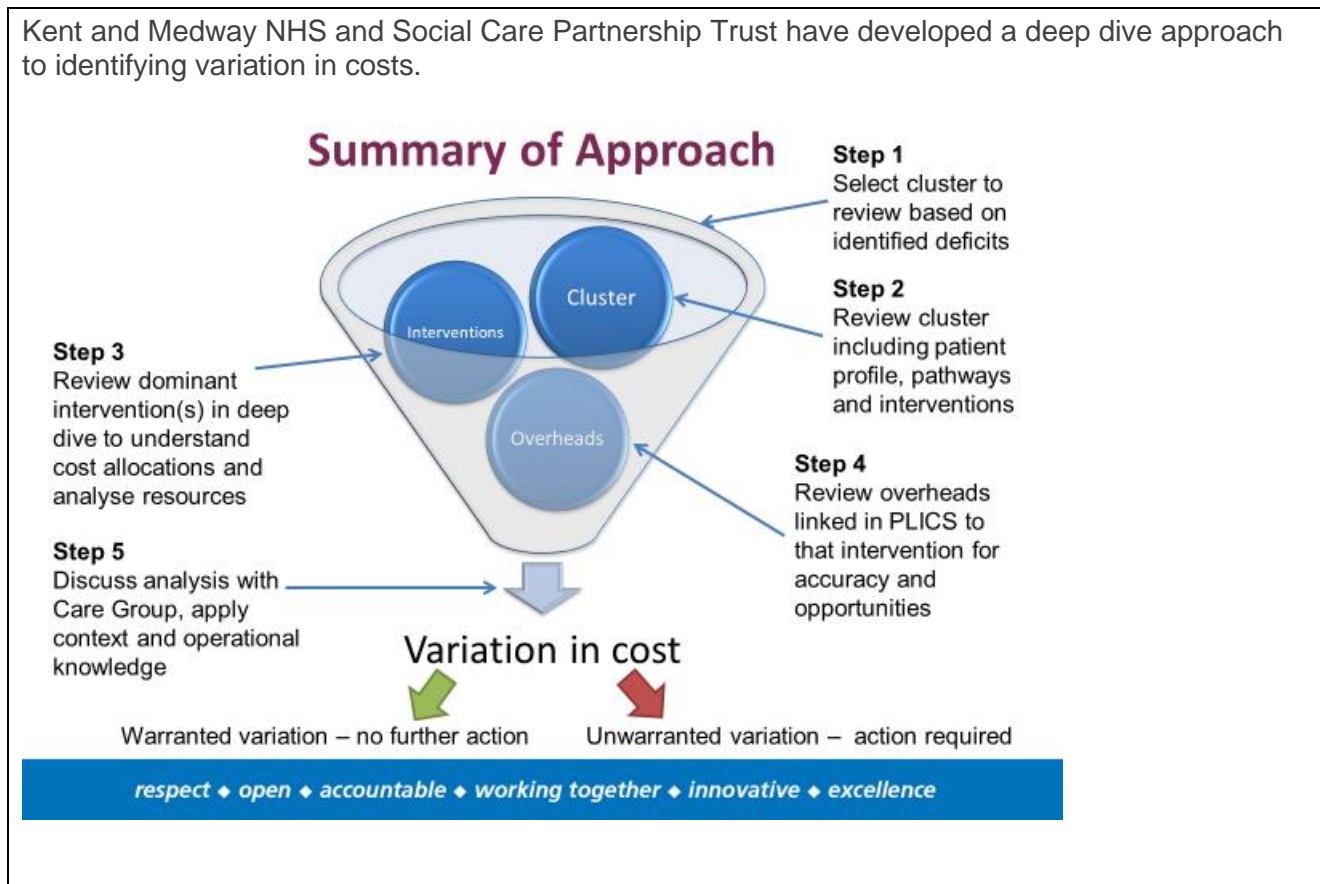 Kent and Medway NHS and Social Care Partnership Trust have developed a deep dive approach
to identifying variation in costs.
Summary of Approach
Step 1
Select cluster to
review based on
identified deficits
Step 2
Review cluster
including patient
profile, pathways
and interventions
Cluster
Interventions
Overheads
Step 3
Review dominant
intervention(s) in deep
dive to understand
cost allocations and
analyse resources
Step 4
Review overheads
linked in PLICS to
that intervention for
accuracy and
opportunities
Step 5
Discuss analysis with
Care Group, apply
context and operational
knowledge
Variation in cost
Warranted variation – no further action
Unwarranted variation – action required
respect ◆ open ◆ accountable ◆ working together ◆ innovative ◆ excellence